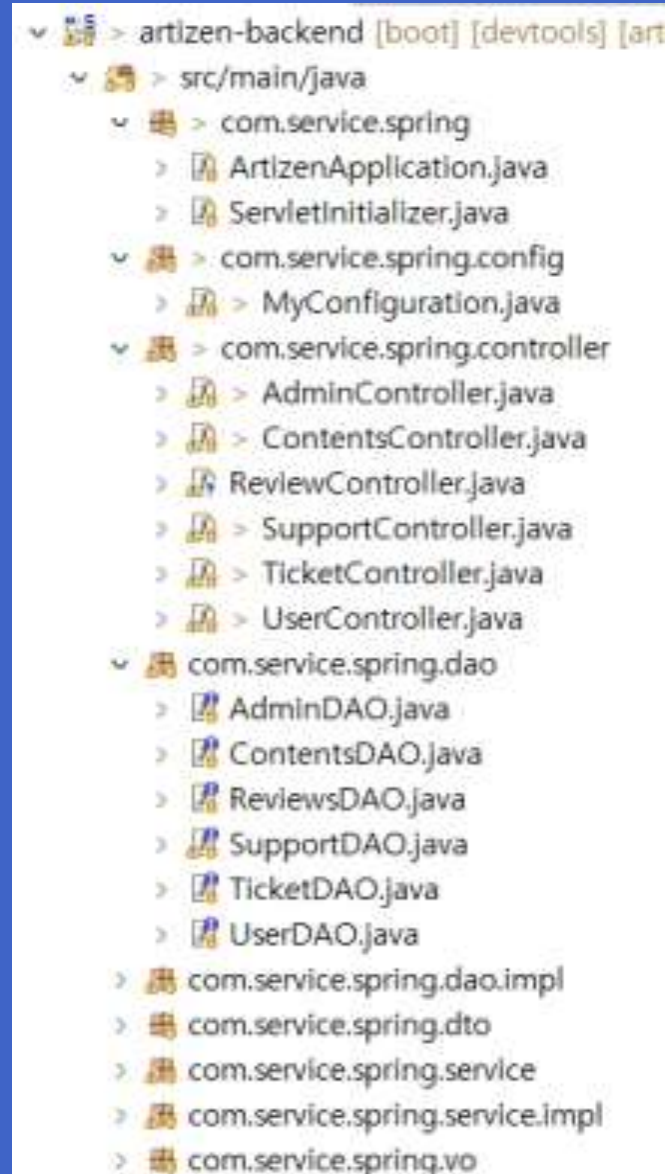 > artizen-backend [boot] [devtools] [art
> src/main/java
> com.service.spring
> ArtizenApplication.java
> ServletInitializer.java
> com.service.spring.config
> > MyConfiguration.java
> com.service.spring.controller
> > AdminController.java
> > ContentsController.java
> ReviewController.java
> > SupportController.java
> > TicketController.java
> > UserController.java
com.service.spring.dao
> AdminDAO.java
> ContentsDAO.java
> ReviewsDAO.java
> SupportDAO.java
> TicketDAO.java
> UserDAO.java
> com.service.spring.dao.impl
> com.service.spring.dto
> com.service.spring.service
> com.service.spring.service.impl
> com.service.spring.vo